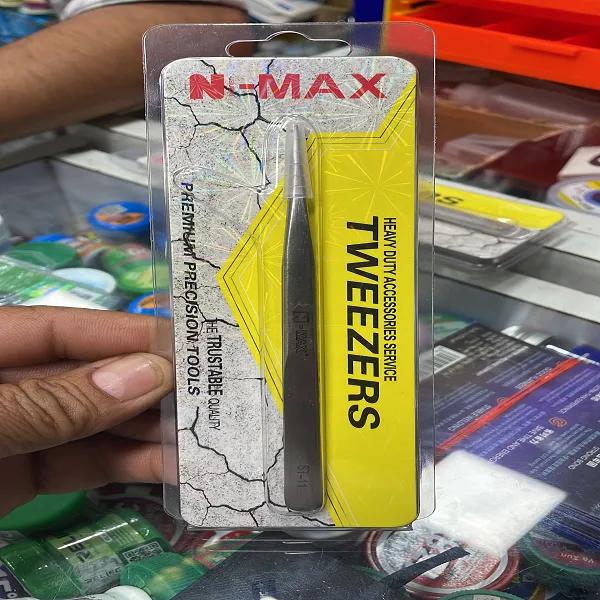 N-MAX
PREMIUM PRECISION TOOLS
THE TRUSTABLE QUALITY
HEAVY DUTY ACCESSORIES SERVICE
TWEEZERS
N-MAX
ST-11